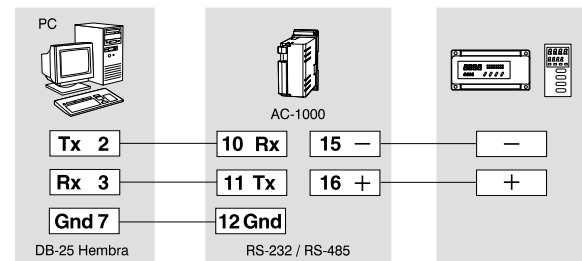 PC
AC-1000
Tx 2
10 Rx
15 −
−
Rx 3
11 Tx
16 +
+
Gnd 7
12 Gnd
DB-25 Hembra
RS-232 / RS-485